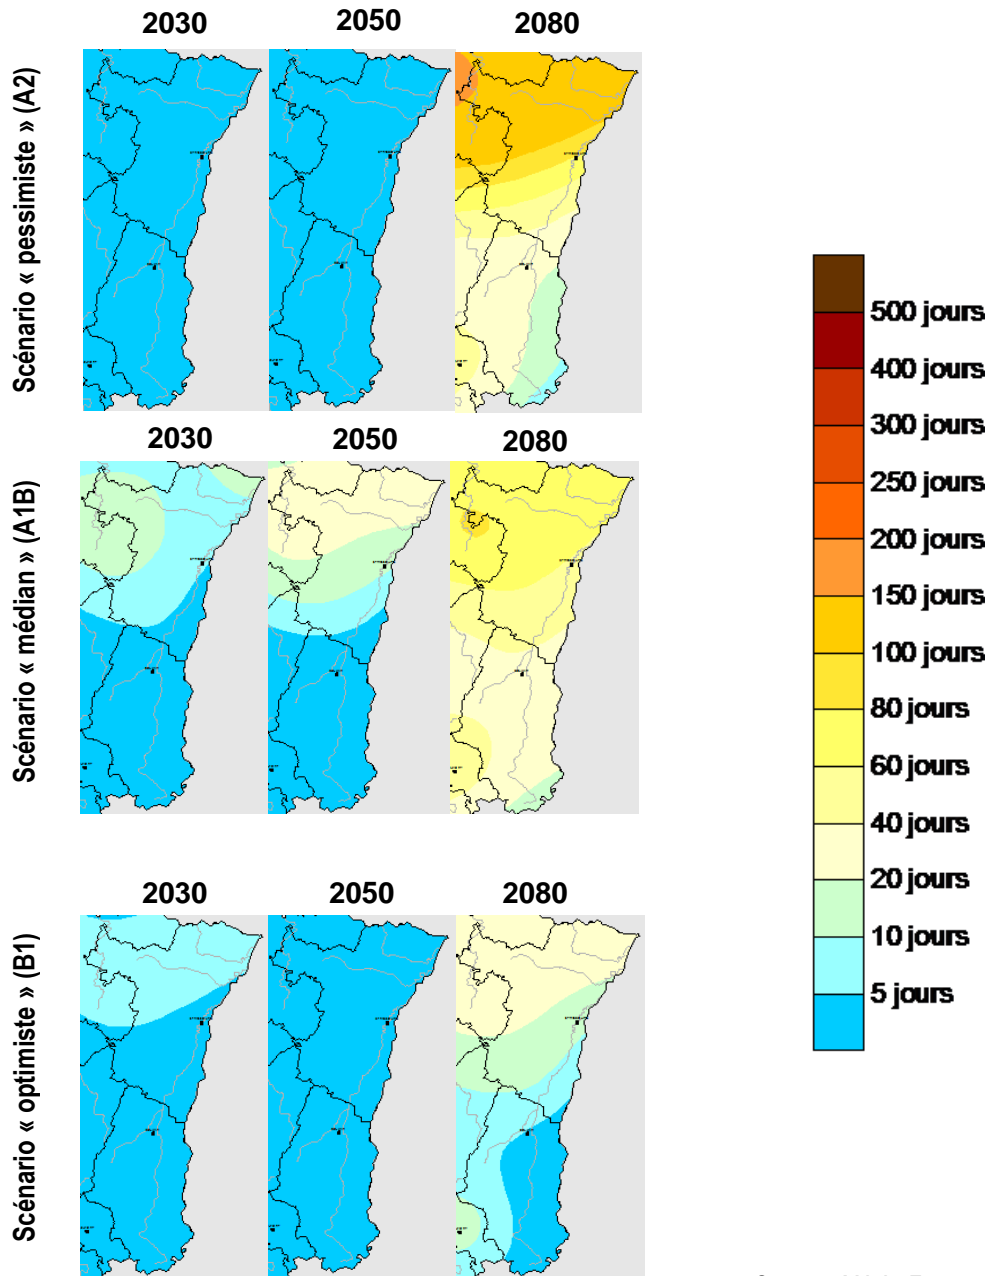 2030
2050
2080
Scénario « pessimiste » (A2)
2030
2050
2080
Scénario « médian » (A1B)
2030
2050
2080
Scénario « optimiste » (B1)
500 jours
400 jours
300 jours
250 jours
200 jours
150 jours
100 jours
80 jours
60 jours
40 jours
20 jours
10 jours
5 jours